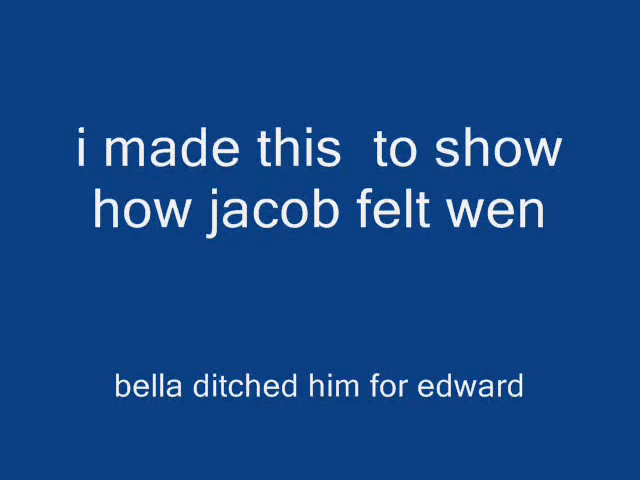 i made this  to show
how jacob felt wen
bella ditched him for edward